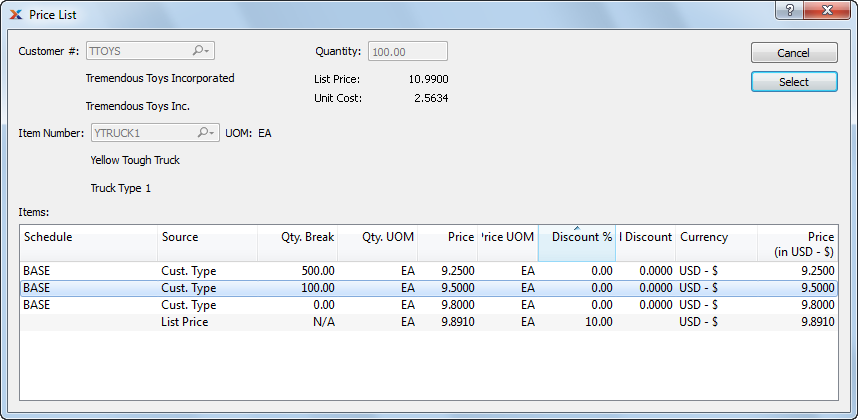 Price List
Customer #: TTOYS Quantity: 100.00 Cancel
Tremendous Toys Incorporated List Price: 10.9900 Select
Unit Cost: 2.5634
Tremendous Toys Inc.
Item Number: YTRUCK1 UOM: EA
Yellow Tough Truck
Truck Type 1
Items:
Schedule Source Qty. Break Qty. UOM Price Price UOM Discount % l Discount Currency Price
(in USD - $)
BASE Cust. Type 500.00 EA 9.2500 EA 0.00 0.0000 USD - $ 9.2500
BASE Cust. Type 100.00 EA 9.5000 EA 0.00 0.0000 USD - $ 9.5000
BASE Cust. Type 0.00 EA 9.8000 EA 0.00 0.0000 USD - $ 9.8000
List Price N/A EA 9.8910 EA 10.00 USD - $ 9.8910